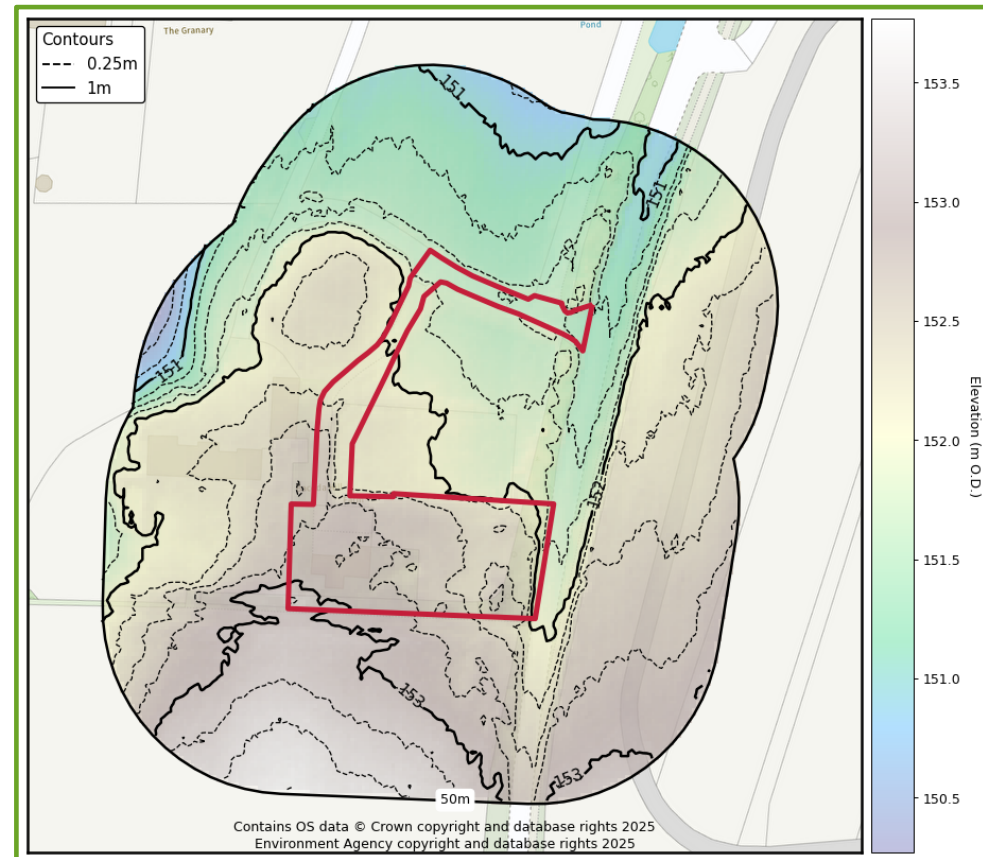 Contours
0.25m
1m
The Granary
Pond
151
151
151
152
153
153
50m
Contains OS data © Crown copyright and database rights 2025
Environment Agency copyright and database rights 2025
153.5
153.0
152.5
152.0
151.5
151.0
150.5
Elevation (m O.D.)